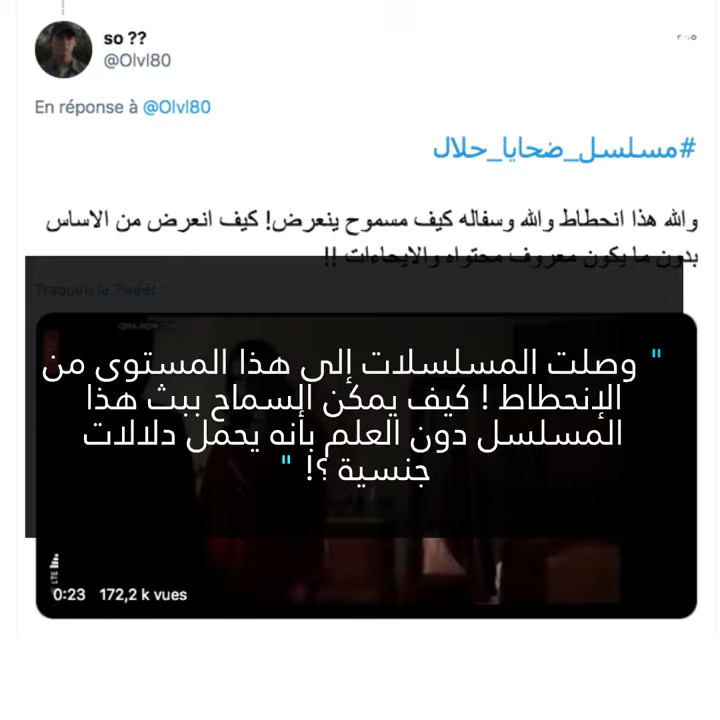 so ??
@Olvl80
En réponse à @Olvl80
#مسلسل_ضحايا_حلال
والله هذا انحطاط والله وسفاله كيف مسموح ينعرض! كيف انعرض من الاساس
بدون ما يكون معروف محتواه والايحاءات !!
Traduire le Tweet
" وصلت المسلسلات إلى هذا المستوى من
الإنحطاط ! كيف يمكن السماح ببث هذا
المسلسل دون العلم بأنه يحمل دلالات
جنسية ؟! "
LTE
0:23 172,2 k vues